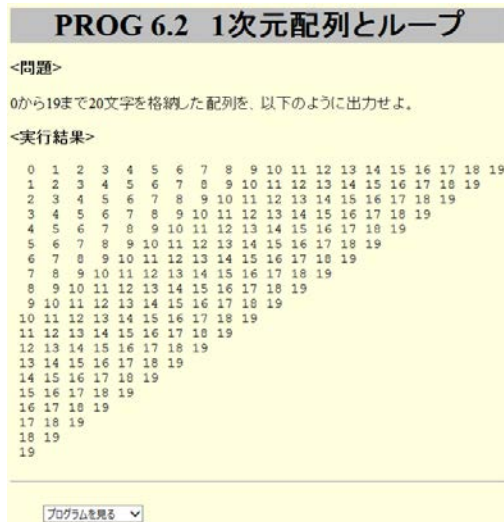 PROG 6.2 1次元配列とループ
<問題>
0から19まで20文字を格納した配列を、以下のように出力せよ。
<実行結果>
0 1 2 3 4 5 6 7 8 9 10 11 12 13 14 15 16 17 18 19
1 2 3 4 5 6 7 8 9 10 11 12 13 14 15 16 17 18 19
2 3 4 5 6 7 8 9 10 11 12 13 14 15 16 17 18 19
3 4 5 6 7 8 9 10 11 12 13 14 15 16 17 18 19
4 5 6 7 8 9 10 11 12 13 14 15 16 17 18 19
5 6 7 8 9 10 11 12 13 14 15 16 17 18 19
6 7 8 9 10 11 12 13 14 15 16 17 18 19
7 8 9 10 11 12 13 14 15 16 17 18 19
8 9 10 11 12 13 14 15 16 17 18 19
9 10 11 12 13 14 15 16 17 18 19
10 11 12 13 14 15 16 17 18 19
11 12 13 14 15 16 17 18 19
12 13 14 15 16 17 18 19
13 14 15 16 17 18 19
14 15 16 17 18 19
15 16 17 18 19
16 17 18 19
17 18 19
18 19
19
プログラムを見る